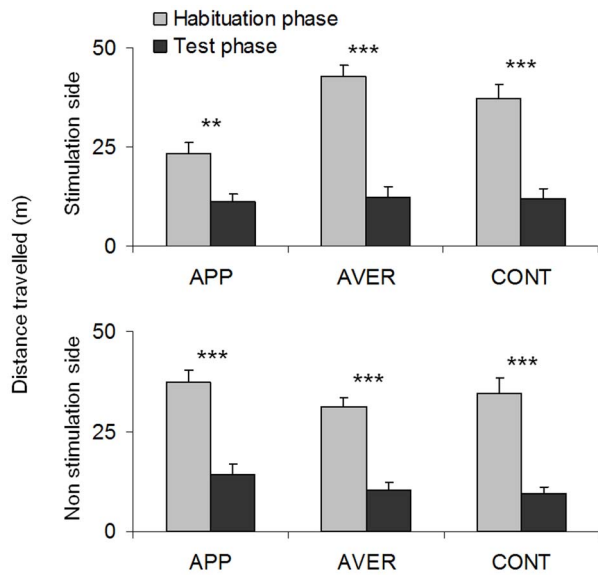 Habituation phase
Test phase
Distance travelled (m)
Stimulation side
50
25
0
**
***
***
APP AVER CONT
Non stimulation side
50
25
0
***
***
***
APP AVER CONT